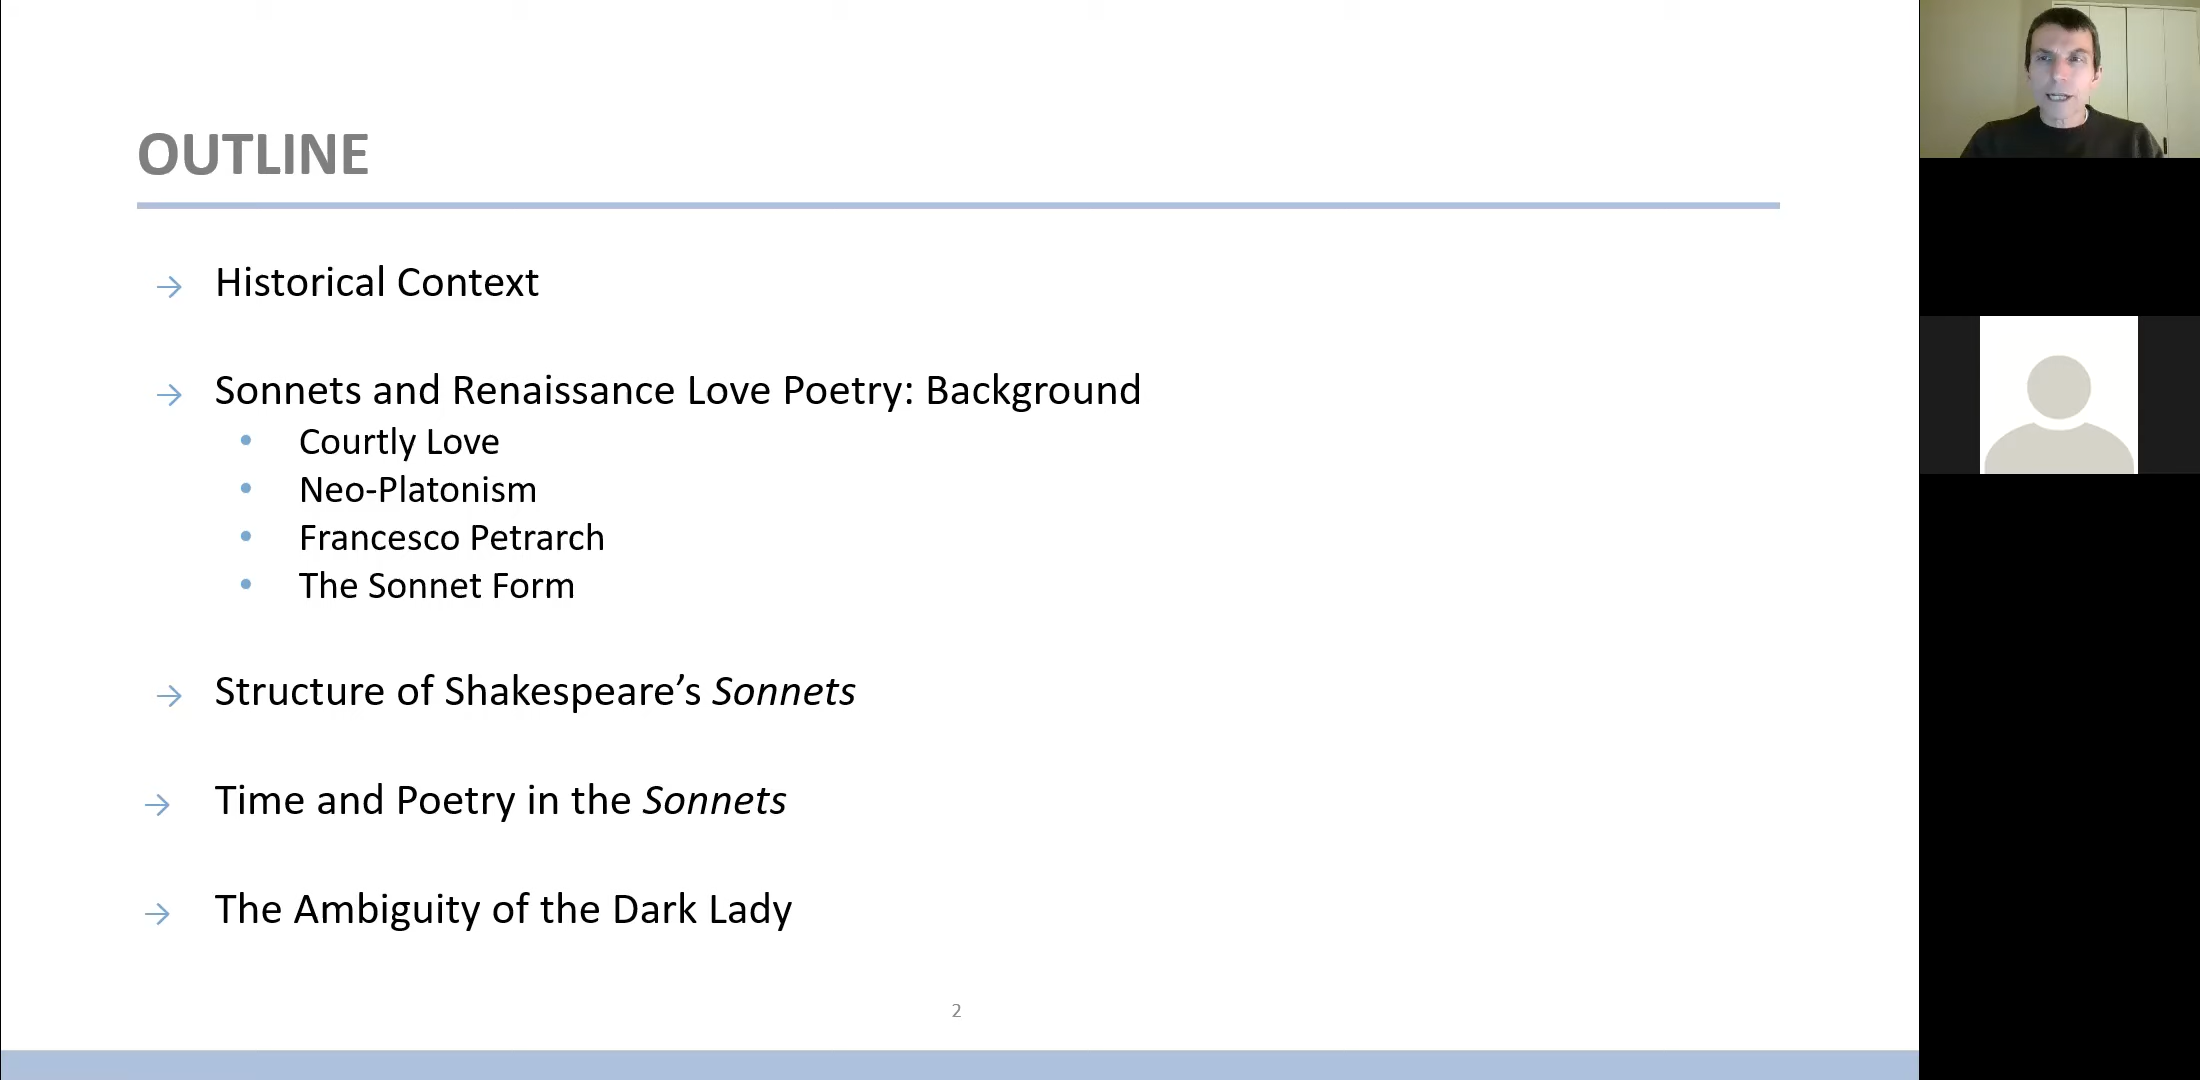 OUTLINE
→ Historical Context
→ Sonnets and Renaissance Love Poetry: Background
• Courtly Love
• Neo-Platonism
• Francesco Petrarch
• The Sonnet Form
→ Structure of Shakespeare’s Sonnets
→ Time and Poetry in the Sonnets
→ The Ambiguity of the Dark Lady
2